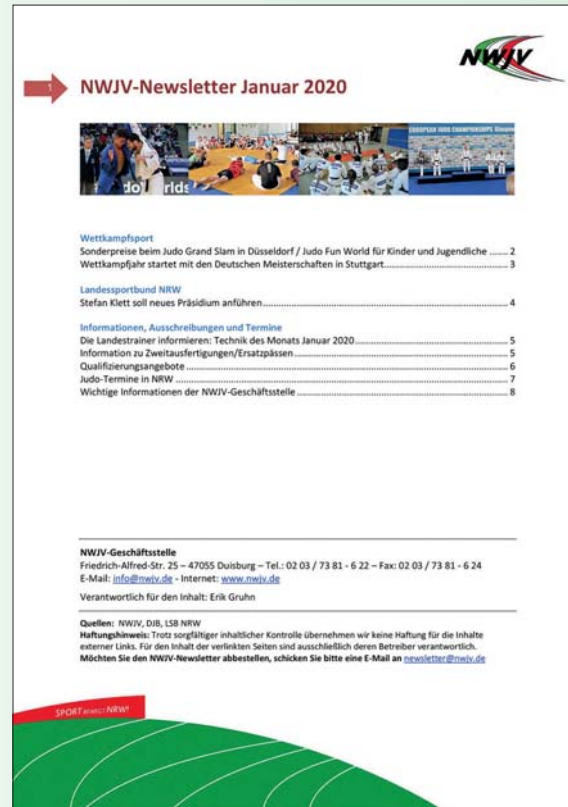 NWJV
1
NWJV-Newsletter Januar 2020
EUROPEAN JUDO CHAMPIONSHIPS
Wettkampfsport
Sonderpreise beim Judo Grand Slam in Düsseldorf / Judo Fun World für Kinder und Jugendliche ....... 2
Wettkampfjahr startet mit den Deutschen Meisterschaften in Stuttgart.................................................. 3
Landessportbund NRW
Stefan Klett soll neues Präsidium anführen............................................................................................ 4
Informationen, Ausschreibungen und Termine
Die Landestrainer informieren: Technik des Monats Januar 2020........................................................... 5
Information zu Zweitausfertigungen/Ersatzpässen ................................................................................ 5
Qualifizierungsangebote ........................................................................................................................ 6
Judo-Termine in NRW ............................................................................................................................ 7
Wichtige Informationen der NWJV-Geschäftsstelle ................................................................................ 8
NWJV-Geschäftsstelle
Friedrich-Alfred-Str. 25 – 47055 Duisburg – Tel.: 02 03 / 73 81 - 6 22 – Fax: 02 03 / 73 81 - 6 24
E-Mail: info@nwjv.de - Internet: www.nwjv.de
Verantwortlich für den Inhalt: Erik Gruhn
Quellen: NWJV, DJB, LSB NRW
Haftungshinweis: Trotz sorgfältiger inhaltlicher Kontrolle übernehmen wir keine Haftung für die Inhalte
externer Links. Für den Inhalt der verlinkten Seiten sind ausschließlich deren Betreiber verantwortlich.
Möchten Sie den NWJV-Newsletter abbestellen, schicken Sie bitte eine E-Mail an newsletter@nwjv.de
SPORT BEWEGT NRW!